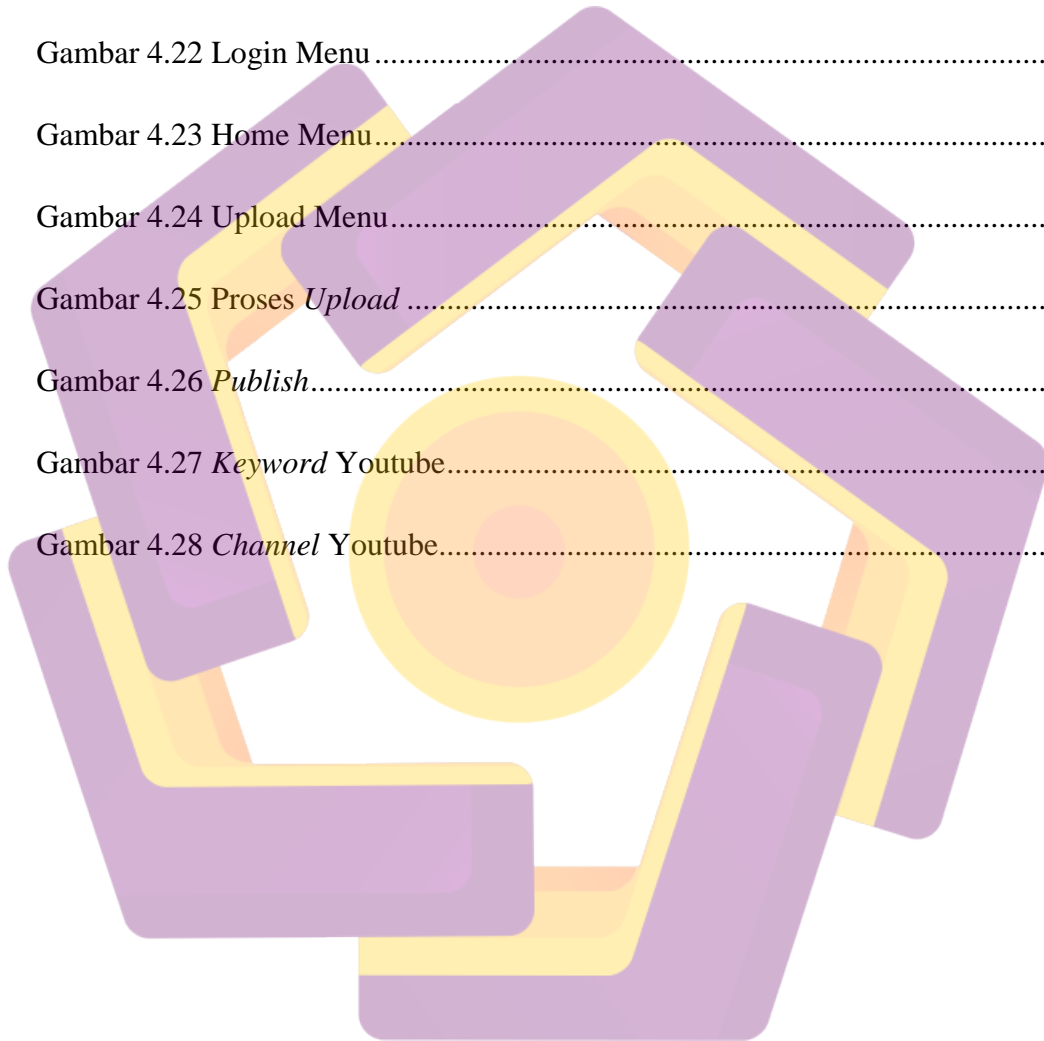 Gambar 4.22 Login Menu........................................................................
Gambar 4.23 Home Menu........................................................................
Gambar 4.24 Upload Menu......................................................................
Gambar 4.25 Proses Upload ....................................................................
Gambar 4.26 Publish..............................................................................
Gambar 4.27 Keyword Youtube................................................................
Gambar 4.28 Channel Youtube.................................................................